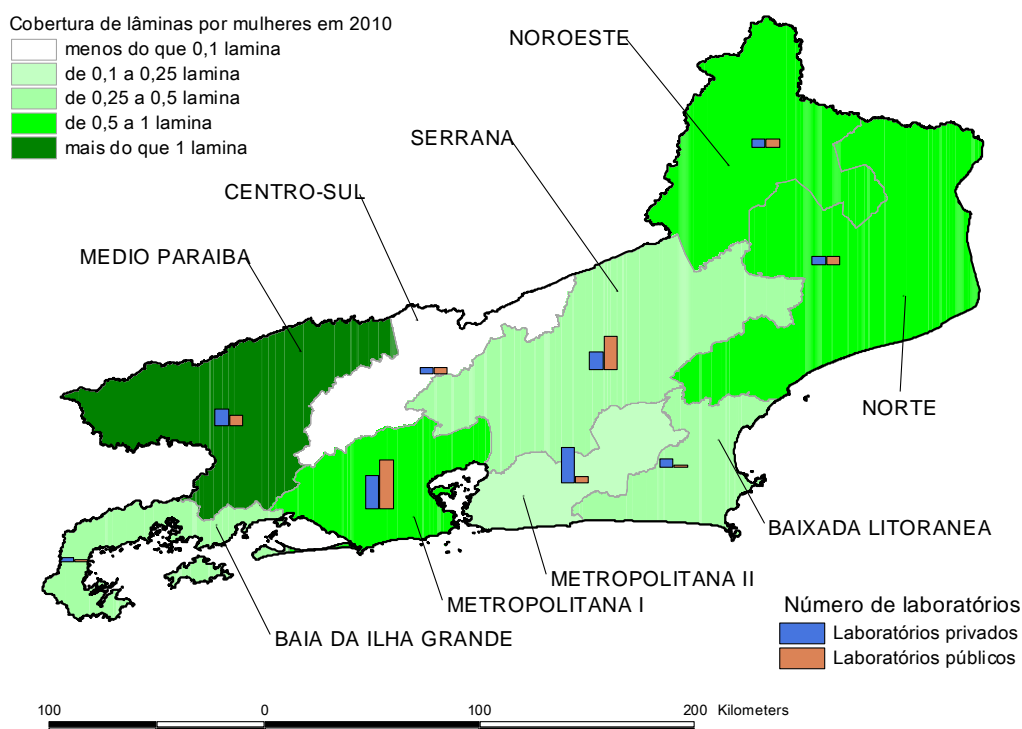 Cobertura de lâminas por mulheres em 2010
menos do que 0,1 lamina
de 0,1 a 0,25 lamina
de 0,25 a 0,5 lamina
de 0,5 a 1 lamina
mais do que 1 lamina
NOROESTE
SERRANA
CENTRO-SUL
MEDIO PARAIBA
NORTE
BAIXADA LITORANEA
METROPOLITANA II
METROPOLITANA I
BAIA DA ILHA GRANDE
Número de laboratórios
Laboratórios privados
Laboratórios públicos
100 0 100 200 Kilometers